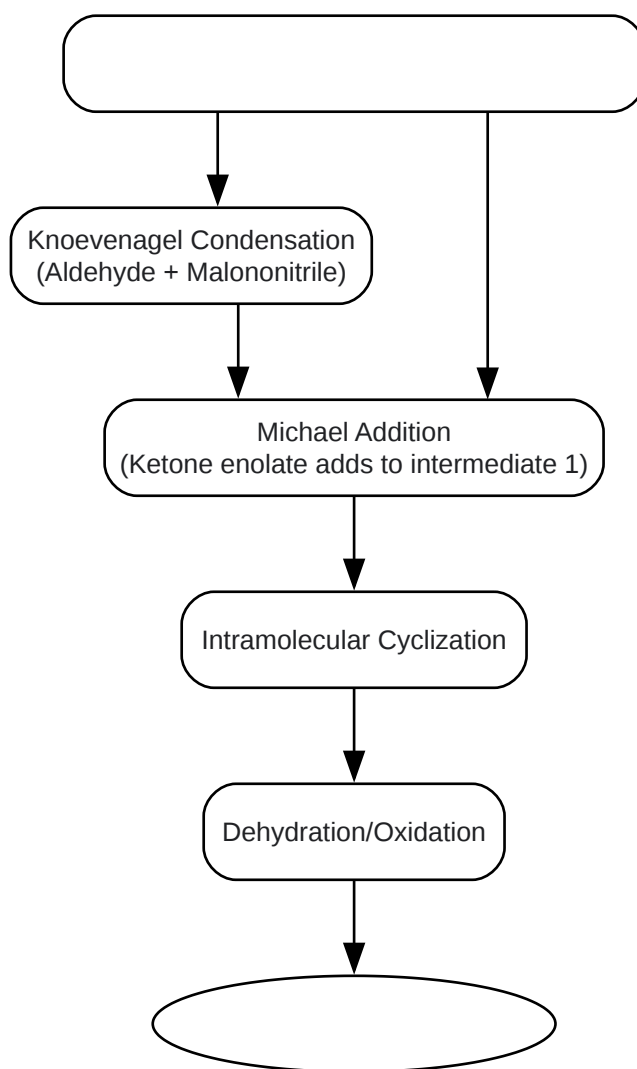 Knoevenagel Condensation
(Aldehyde + Malononitrile)
Michael Addition
(Ketone enolate adds to intermediate 1)
Intramolecular Cyclization
Dehydration/Oxidation